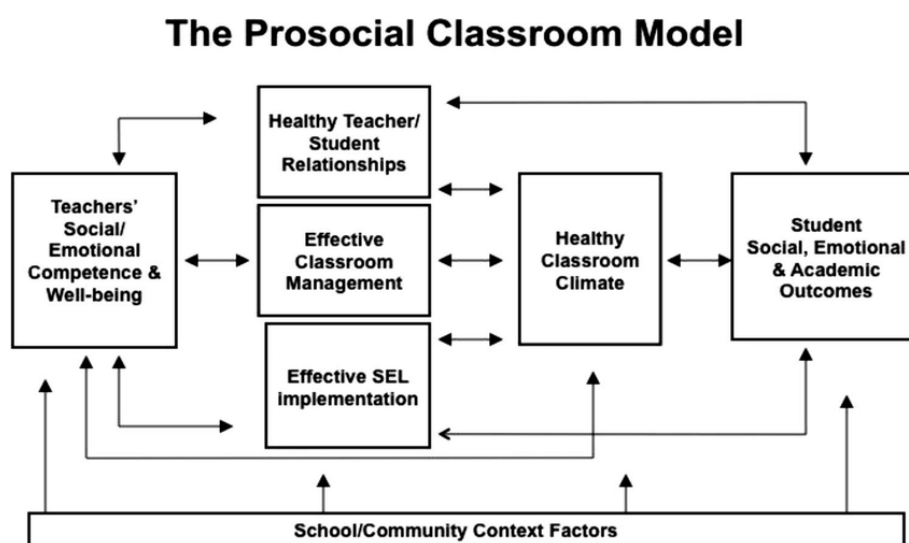 The Prosocial Classroom Model
Healthy Teacher/
Student
Relationships
Teachers'
Social/
Emotional
Competence &
Well-being
Effective
Classroom
Management
Healthy
Classroom
Climate
Student
Social, Emotional
& Academic
Outcomes
Effective SEL
implementation
School/Community Context Factors